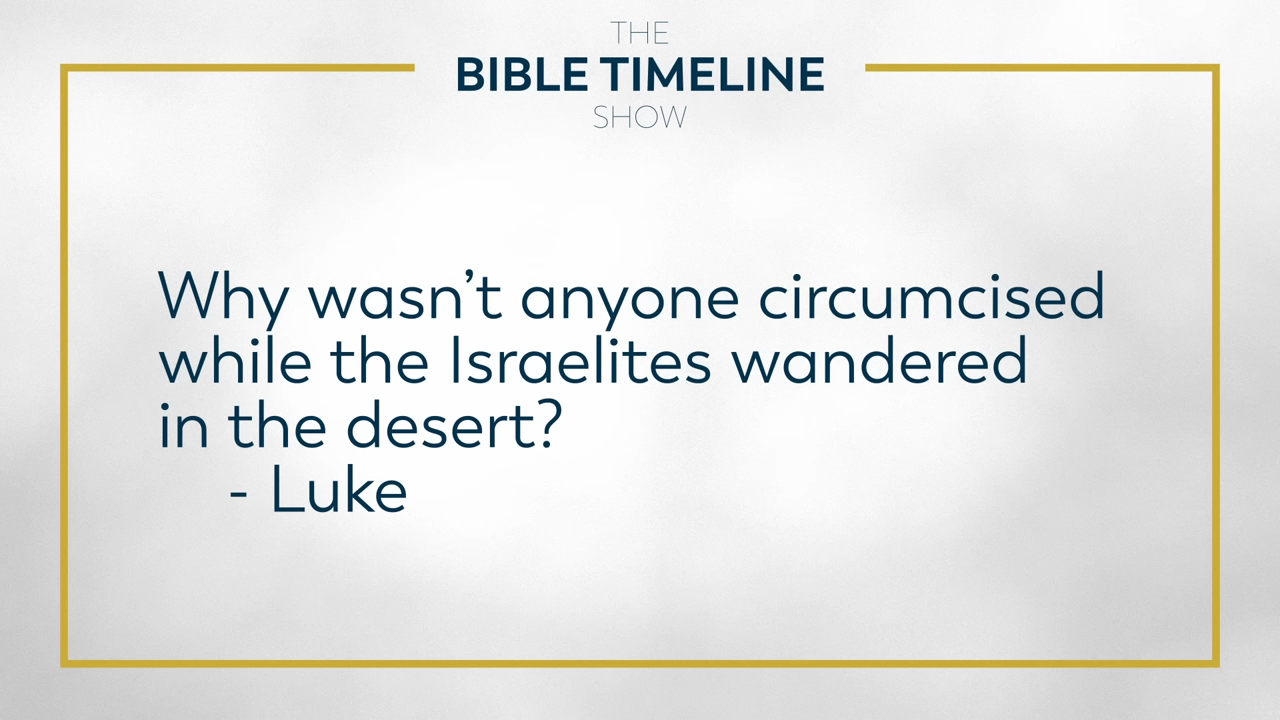 THE
BIBLE TIMELINE
SHOW
Why wasn’t anyone circumcised
while the Israelites wandered
in the desert?
- Luke